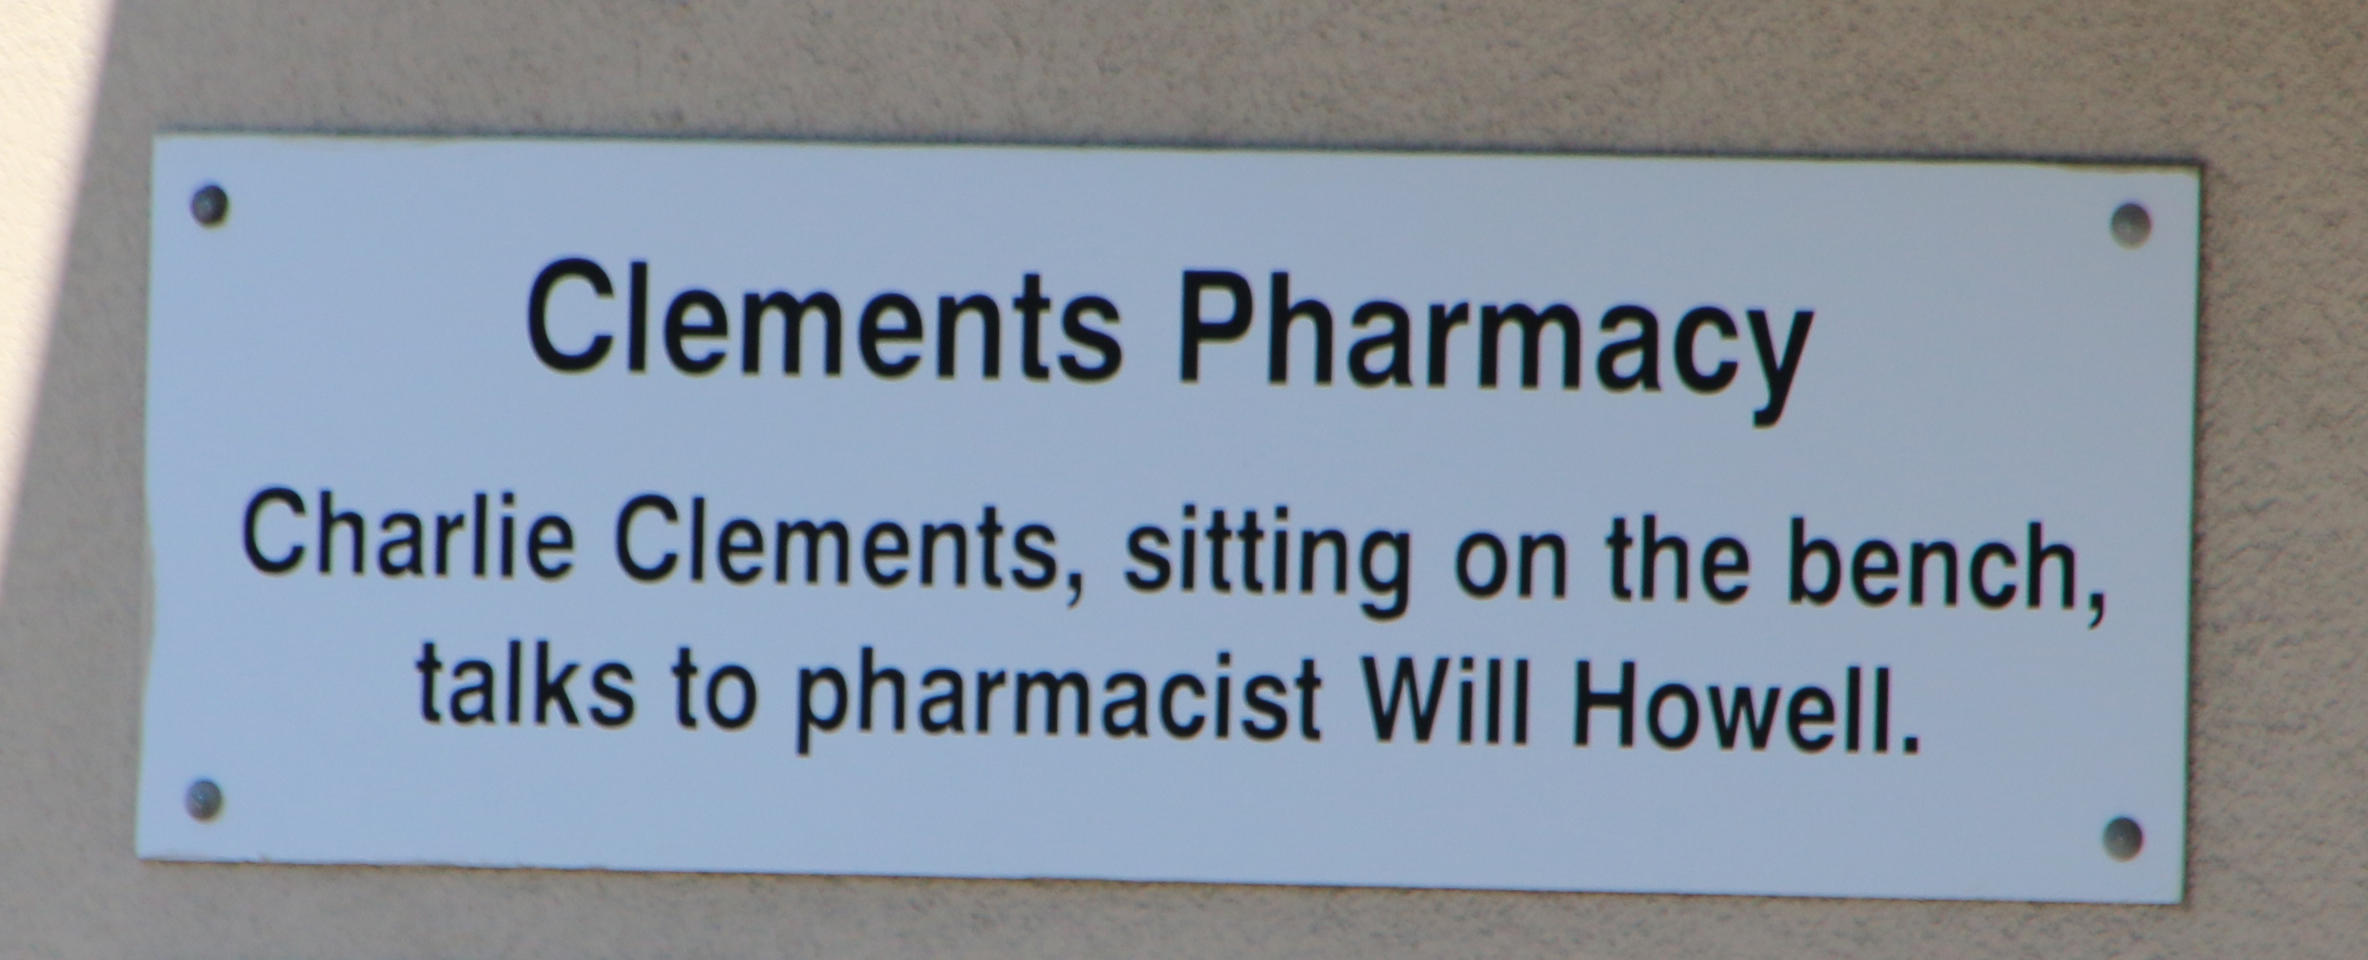 Clements Pharmacy
Charlie Clements, sitting on the bench,
talks to pharmacist Will Howell.